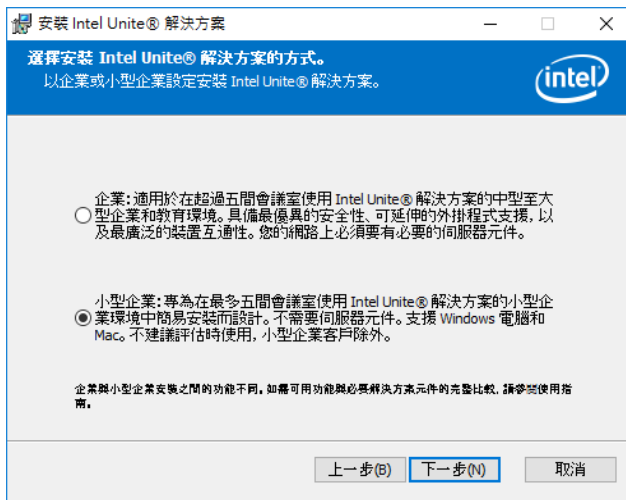 安裝 Intel Unite® 解決方案
選擇安裝 Intel Unite® 解決方案的方式。
以企業或小型企業設定安裝 Intel Unite® 解決方案。
intel
企業: 適用於在超過五間會議室使用 Intel Unite® 解決方案的中型至大
型企業和教育環境。具備最優異的安全性、可延伸的外掛程式支援, 以
及最廣泛的裝置互通性。您的網路上必須要有必要的伺服器元件。
小型企業: 專為在最多五間會議室使用 Intel Unite® 解決方案的小型企
業環境中簡易安裝而設計。不需要伺服器元件。支援 Windows 電腦和
Mac。不建議評估時使用, 小型企業客戶除外。
企業與小型企業安裝之間的功能不同。如需可用功能與必要解決方案元件的完整比較, 請參閱使用指
南。
上一步(B)
下一步(N)
取消